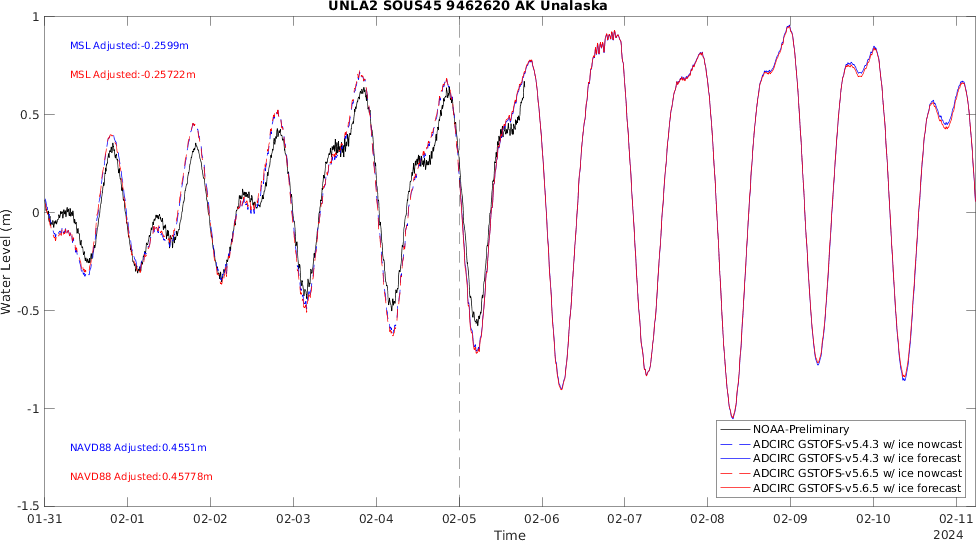 UNLA2 SOUS45 9462620 AK Unalaska
1
MSL Adjusted:-0.2599m
MSL Adjusted:-0.25722m
0.5
0
Water Level (m)
-0.5
-1
NAVD88 Adjusted:0.4551m
NAVD88 Adjusted:0.45778m
NOAA-Preliminary
ADCIRC GSTOFS-v5.4.3 w/ ice nowcast
ADCIRC GSTOFS-v5.4.3 w/ ice forecast
ADCIRC GSTOFS-v5.6.5 w/ ice nowcast
ADCIRC GSTOFS-v5.6.5 w/ ice forecast
-1.5
01-31 02-01 02-02 02-03 02-04 02-05 02-06 02-07 02-08 02-09 02-10 02-11
Time
2024